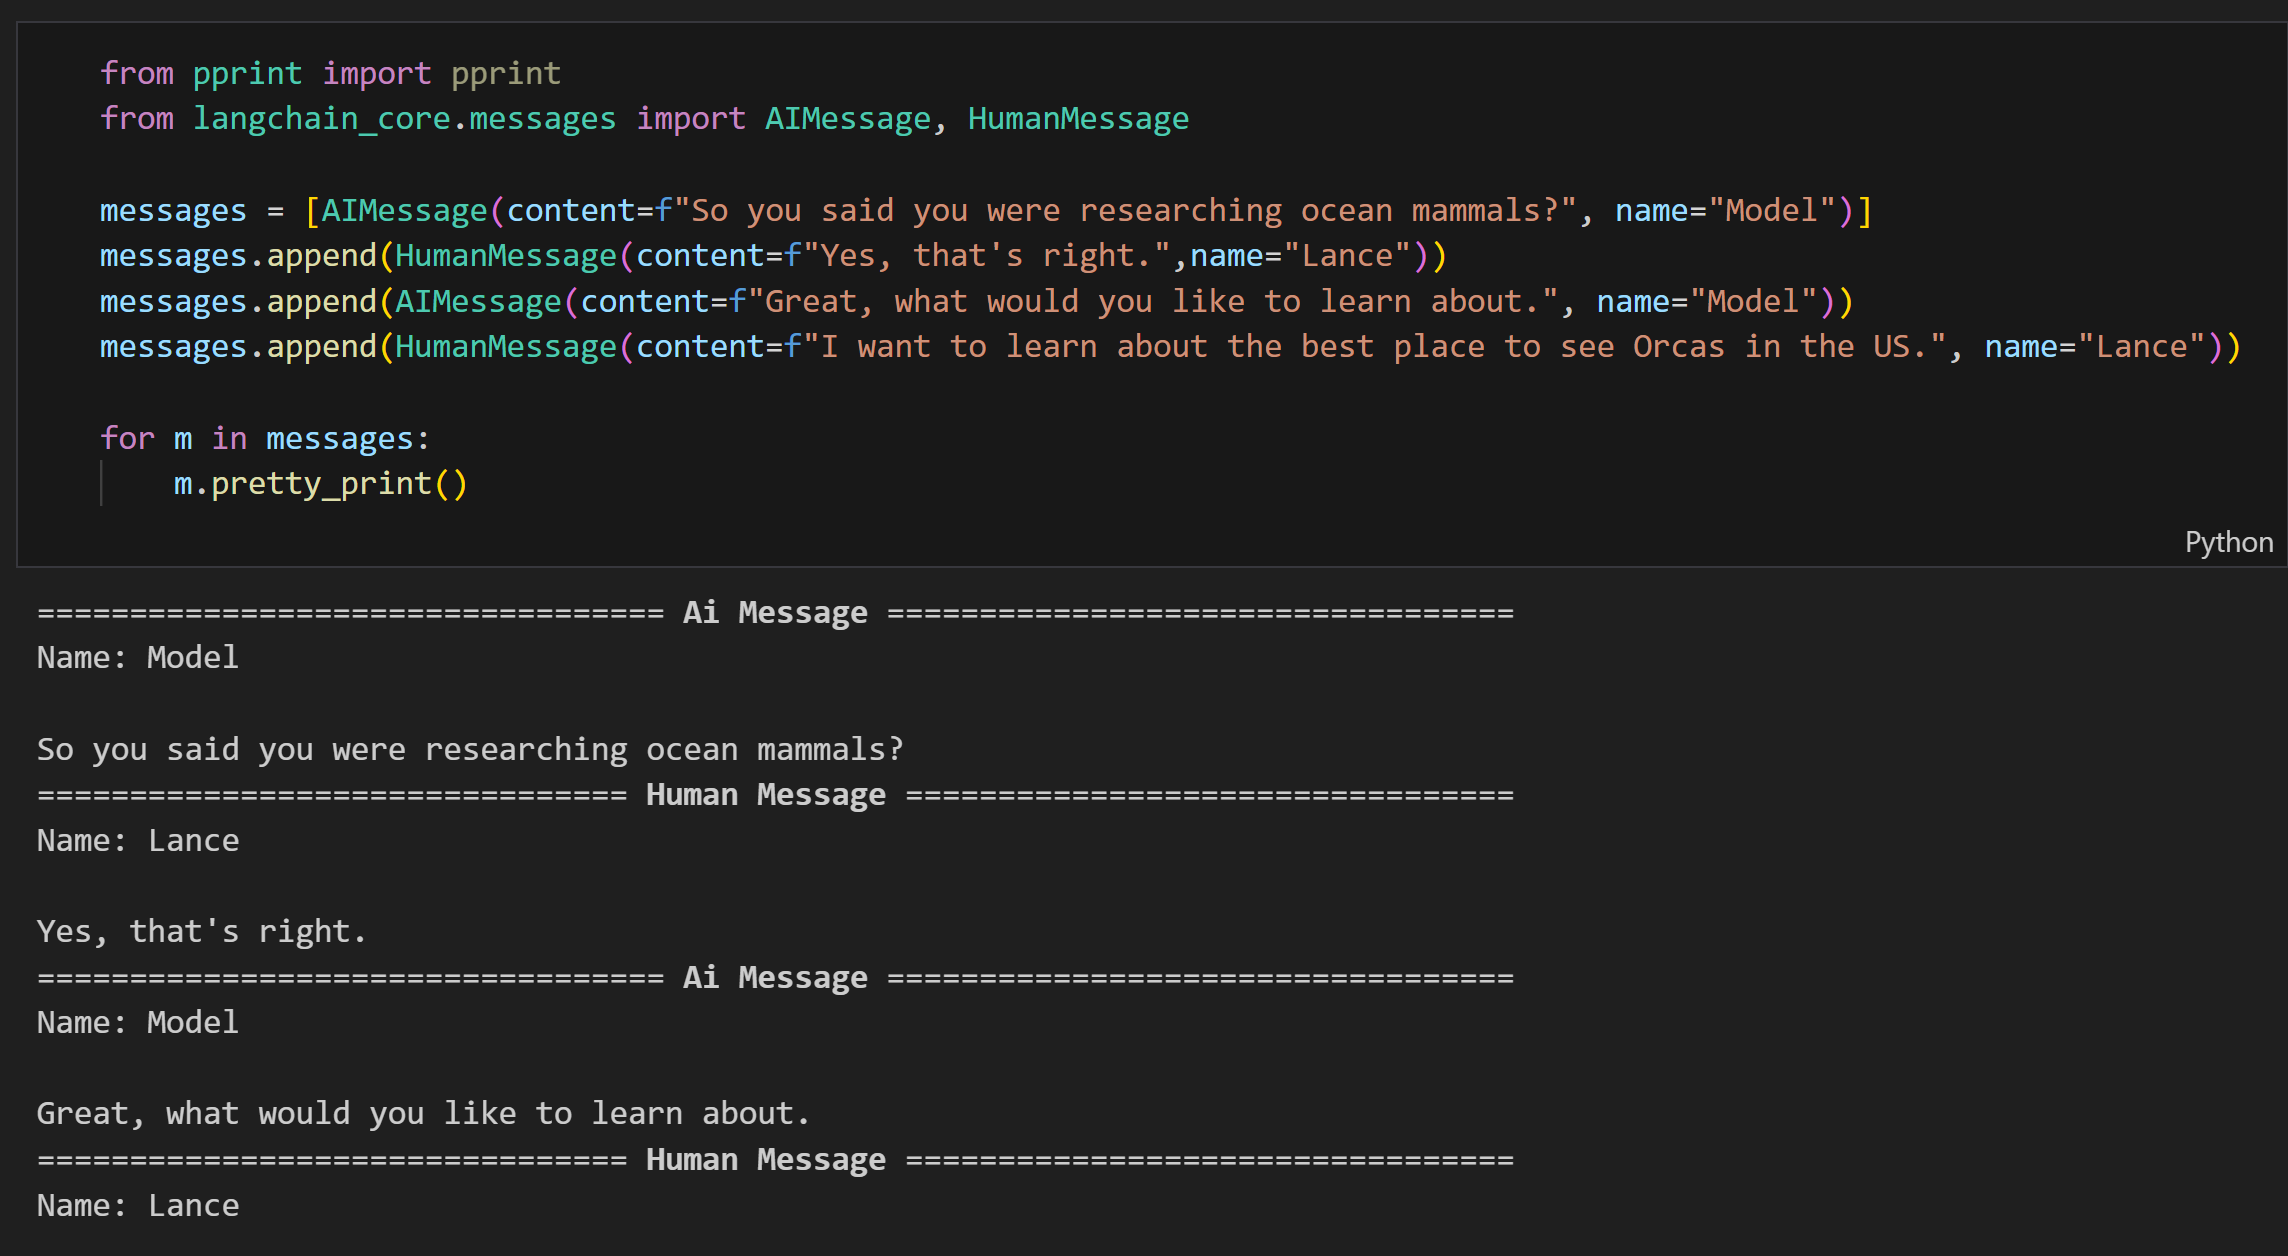 from pprint import pprint
from langchain_core.messages import AIMessage, HumanMessage
messages = [AIMessage(content=f"So you said you were researching ocean mammals?", name="Model")]
messages.append(HumanMessage(content=f"Yes, that's right.",name="Lance"))
messages.append(AIMessage(content=f"Great, what would you like to learn about.", name="Model"))
messages.append(HumanMessage(content=f"I want to learn about the best place to see Orcas in the US.", name="Lance"))
for m in messages:
    m.pretty_print()
Python
================================== Ai Message ==================================
Name: Model
So you said you were researching ocean mammals?
================================ Human Message =================================
Name: Lance
Yes, that's right.
================================== Ai Message ==================================
Name: Model
Great, what would you like to learn about.
================================ Human Message =================================
Name: Lance